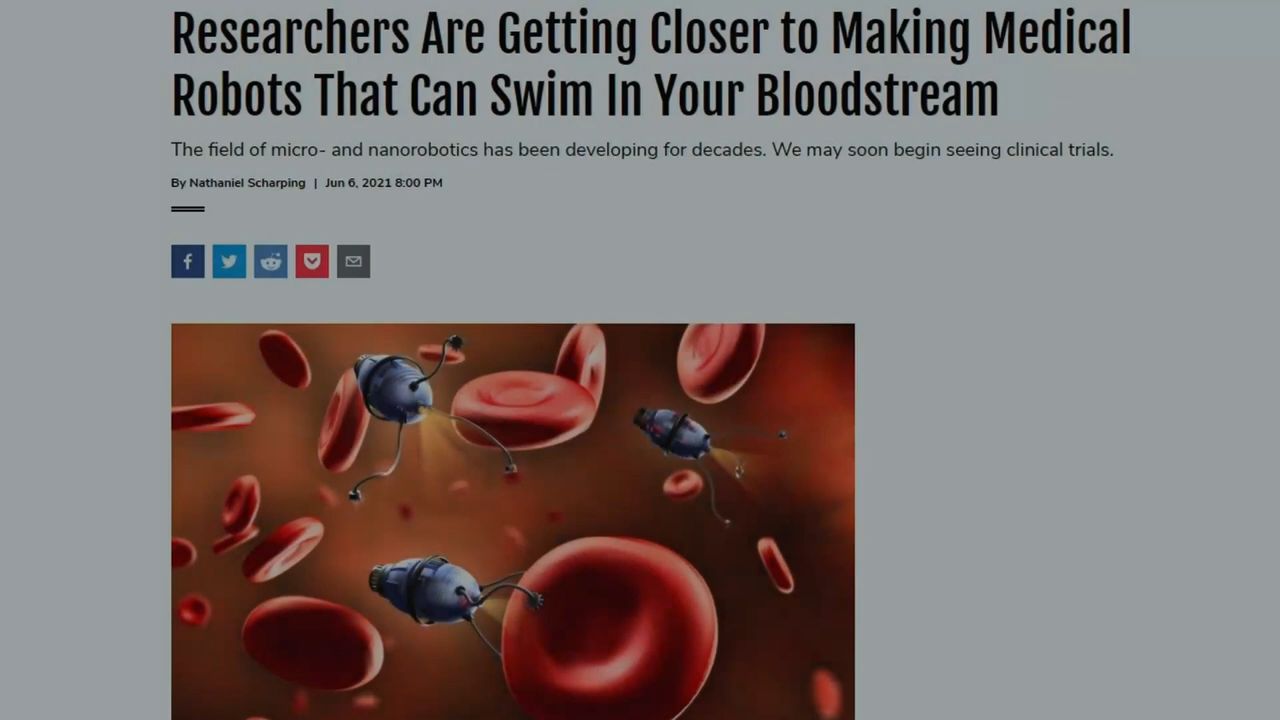 Researchers Are Getting Closer to Making Medical
Robots That Can Swim In Your Bloodstream
The field of micro- and nanorobotics has been developing for decades. We may soon begin seeing clinical trials.
By Nathaniel Scharping | Jun 6, 2021 8:00 PM